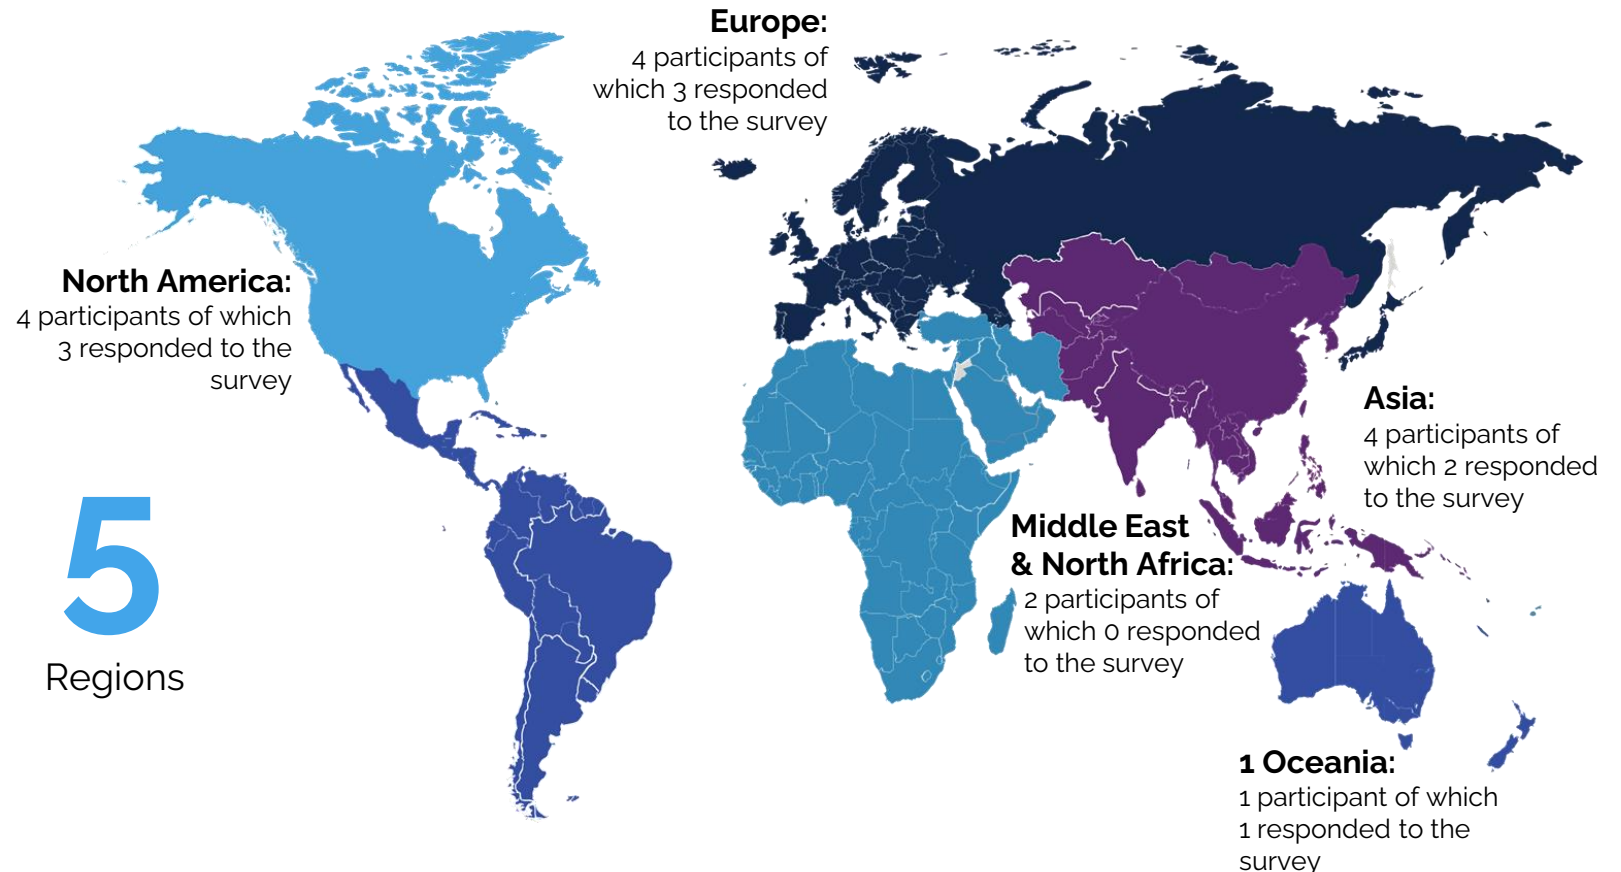 Europe:
4 participants of
which 3 responded
to the survey
North America:
4 participants of which
3 responded to the
survey
5
Regions
Asia:
4 participants of
which 2 responded
to the survey
Middle East
& North Africa:
2 participants of
which 0 responded
to the survey
1 Oceania:
1 participant of which
1 responded to the
survey